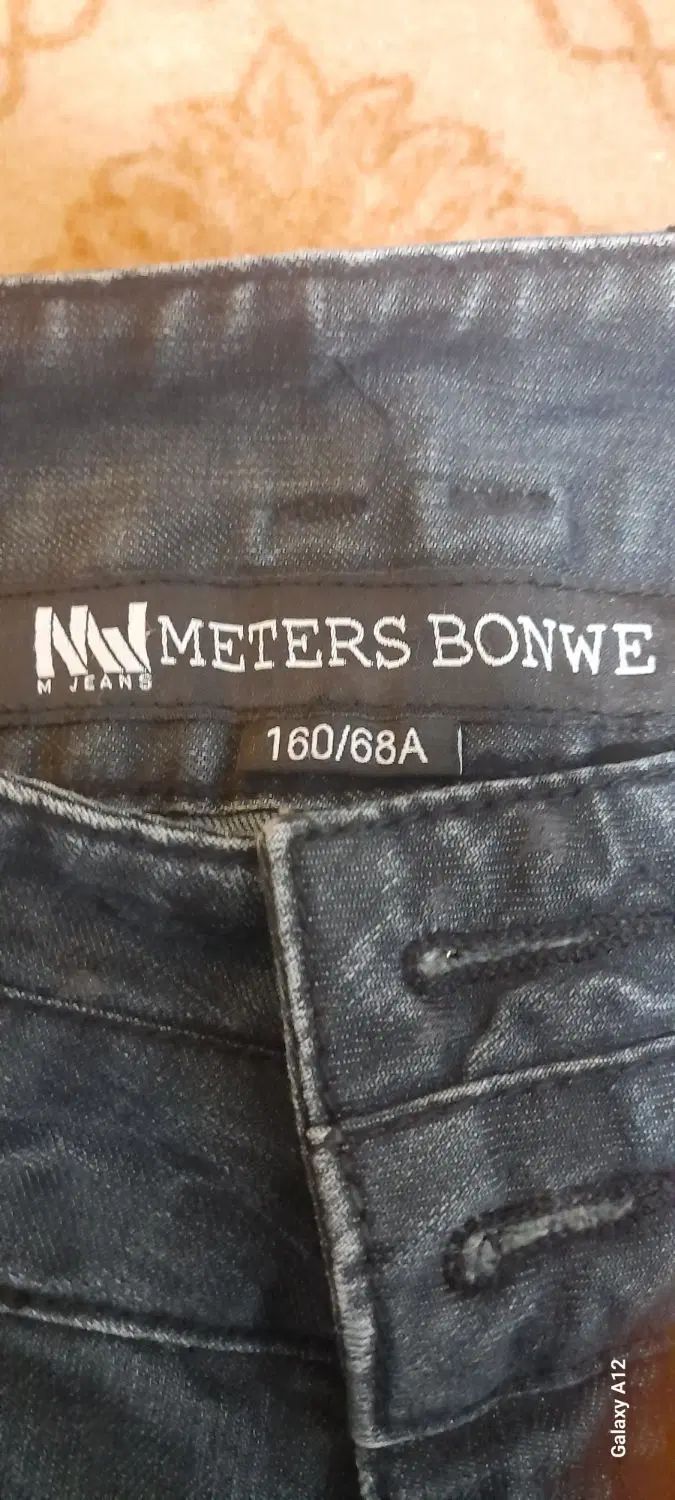 METERS BONWE
M JEANS
160/68A
Galaxy A12